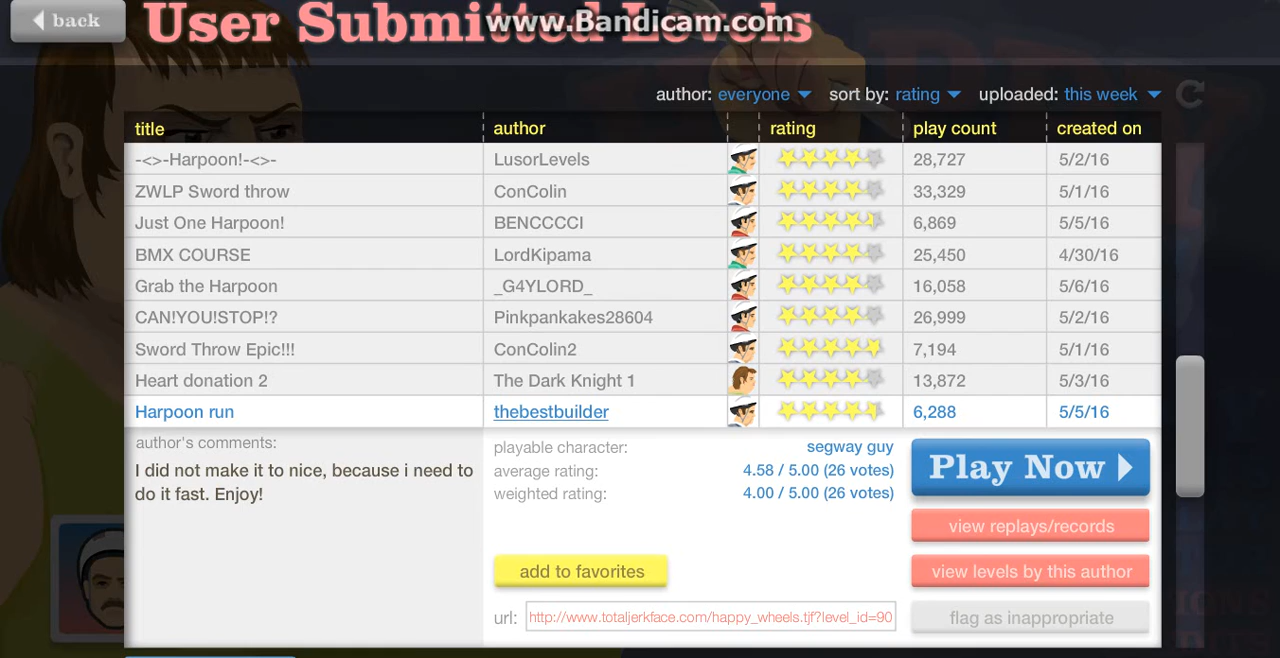 back
User Submitted Levels
www.Bandicam.com
author: everyone sort by: rating uploaded: this week
title author rating play count created on
-<>-Harpoon!-<>- LusorLevels 28,727 5/2/16
ZWLP Sword throw ConColin 33,329 5/1/16
Just One Harpoon! BENCCCCI 6,869 5/5/16
BMX COURSE LordKipama 25,450 4/30/16
Grab the Harpoon _G4YLORD_ 16,058 5/6/16
CAN!YOU!STOP!? Pinkpankakes28604 26,999 5/2/16
Sword Throw Epic!!! ConColin2 7,194 5/1/16
Heart donation 2 The Dark Knight 1 13,872 5/3/16
Harpoon run thebestbuilder 6,288 5/5/16
author's comments:
I did not make it to nice, because i need to
do it fast. Enjoy!
playable character: segway guy
average rating: 4.58 / 5.00 (26 votes)
weighted rating: 4.00 / 5.00 (26 votes)
add to favorites
url: http://www.totaljerkface.com/happy_wheels.tjf?level_id=90
Play Now
view replays/records
view levels by this author
flag as inappropriate